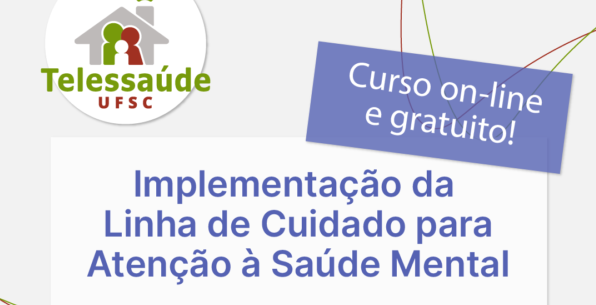 Telessaúde
UFSC
Curso on-line
e gratuito!
Implementação da
Linha de Cuidado para
Atenção à Saúde Mental